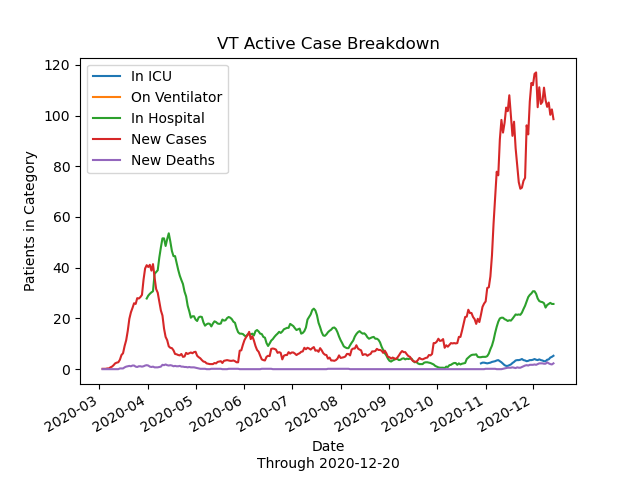 VT Active Case Breakdown
120
100
80
60
40
20
0
Patients in Category
In ICU
On Ventilator
In Hospital
New Cases
New Deaths
2020-03
2020-04
2020-05
2020-06
2020-07
2020-08
2020-09
2020-10
2020-11
2020-12
Date
Through 2020-12-20